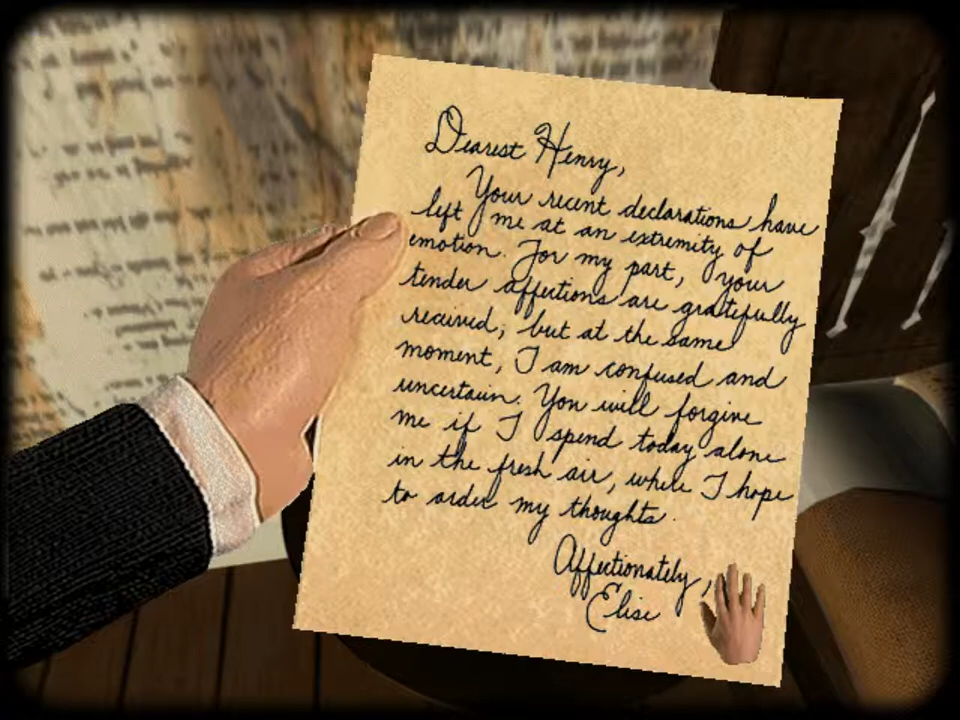 Dearest Henry,
Your recent declarations have
left me at an extremity of
emotion. For my part, your
tender affections are gratefully
received; but at the same
moment, I am confused and
uncertain. You will forgive
me if I spend today alone
in the fresh air, where I hope
to order my thoughts.
Affectionately,
Elise